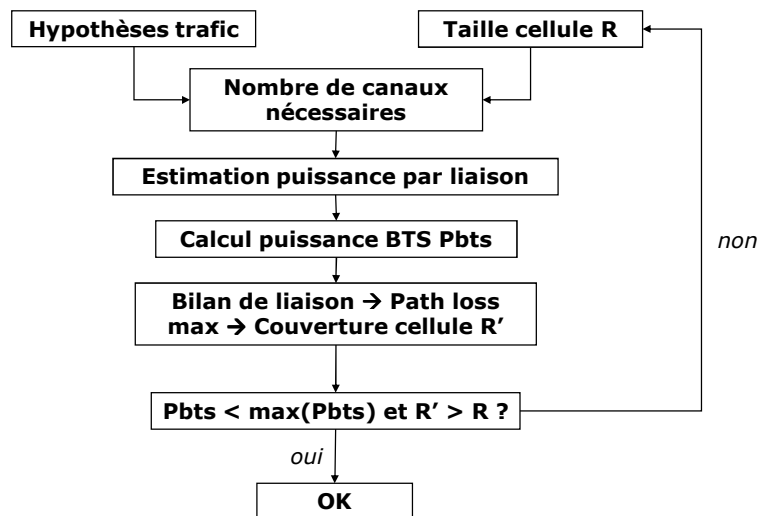 Hypothèses trafic
Taille cellule R
Nombre de canaux
nécessaires
Estimation puissance par liaison
Calcul puissance BTS Pbts
non
Bilan de liaison → Path loss
max → Couverture cellule R’
Pbts < max(Pbts) et R’ > R ?
oui
OK